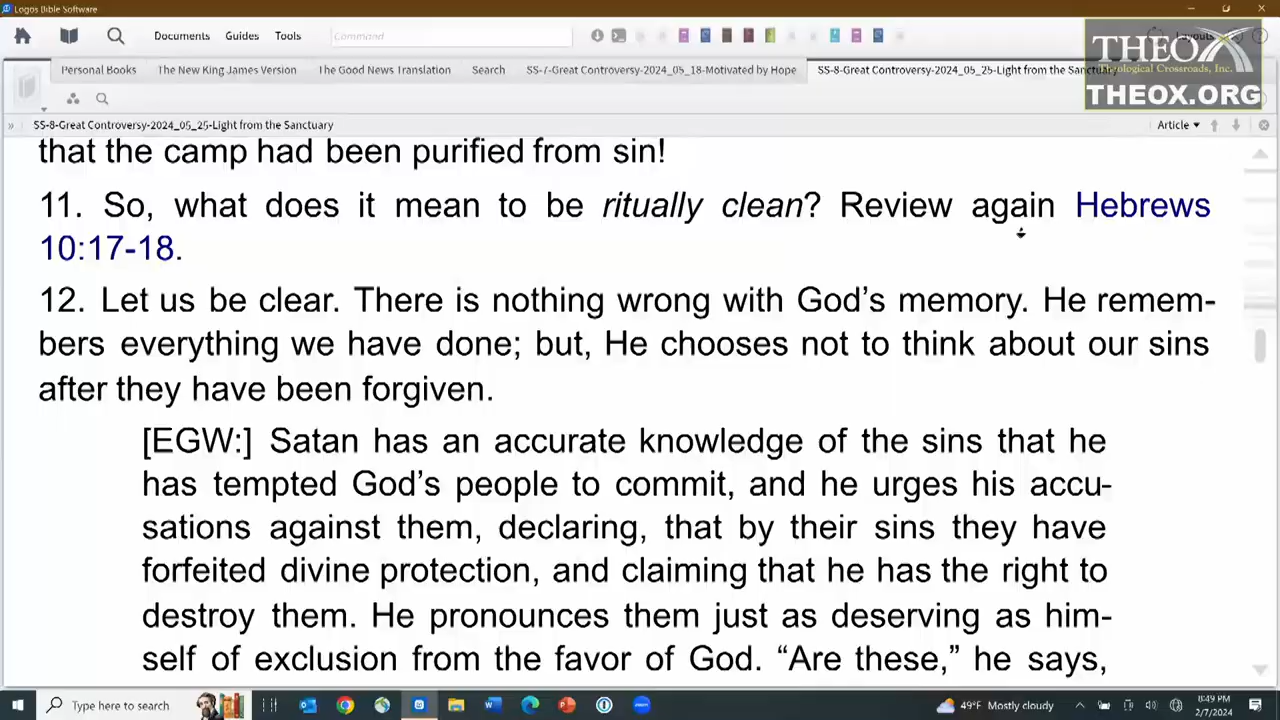 Logos Bible Software
Documents Guides Tools Command
THEOX
Theological Crossroads, Inc.
THEOX.ORG
Personal Books The New King James Version The Good New SS-7-Great Controversy-2024_05_18-Motivated by Hope SS-8-Great Controversy-2024_05_25-Light from the Sanctu
SS-8-Great Controversy-2024_05_25-Light from the Sanctuary Article
that the camp had been purified from sin!
11. So, what does it mean to be ritually clean? Review again Hebrews
10:17-18.
12. Let us be clear. There is nothing wrong with God’s memory. He remem-
bers everything we have done; but, He chooses not to think about our sins
after they have been forgiven.
[EGW:] Satan has an accurate knowledge of the sins that he
has tempted God’s people to commit, and he urges his accu-
sations against them, declaring, that by their sins they have
forfeited divine protection, and claiming that he has the right to
destroy them. He pronounces them just as deserving as him-
self of exclusion from the favor of God. “Are these,” he says,
Type here to search 49°F Mostly cloudy 8:49 PM
2/7/2024